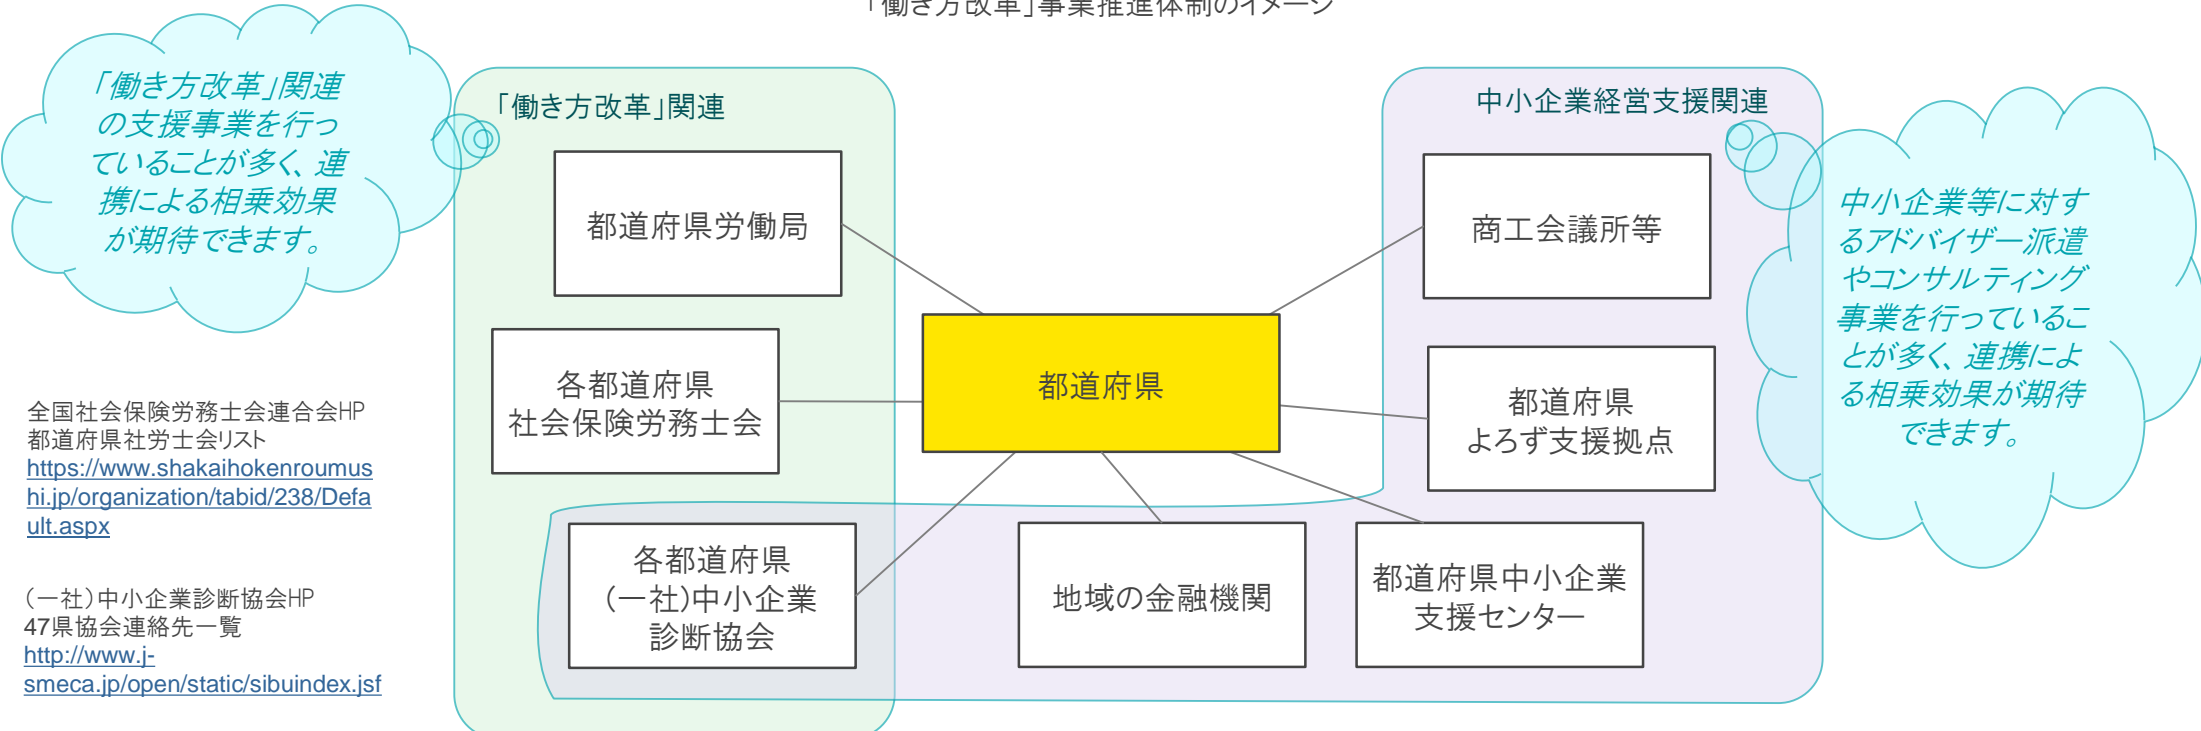 「働き方改革」事業推進体制のイメージ
「働き方改革」関連
の支援事業を行っ
ていることが多く、連
携による相乗効果
が期待できます。
「働き方改革」関連
都道府県労働局
各都道府県
社会保険労務士会
各都道府県
(一社)中小企業
診断協会
都道府県
地域の金融機関
中小企業経営支援関連
商工会議所等
都道府県
よろず支援拠点
都道府県中小企業
支援センター
中小企業等に対す
るアドバイザー派遣
やコンサルティング
事業を行っているこ
とが多く、連携によ
る相乗効果が期待
できます。
全国社会保険労務士会連合会HP
都道府県社労士会リスト
https://www.shakaihokenroumus
hi.jp/organization/tabid/238/Defa
ult.aspx
(一社)中小企業診断協会HP
47県協会連絡先一覧
http://www.j-
smeca.jp/open/static/sibuindex.jsf